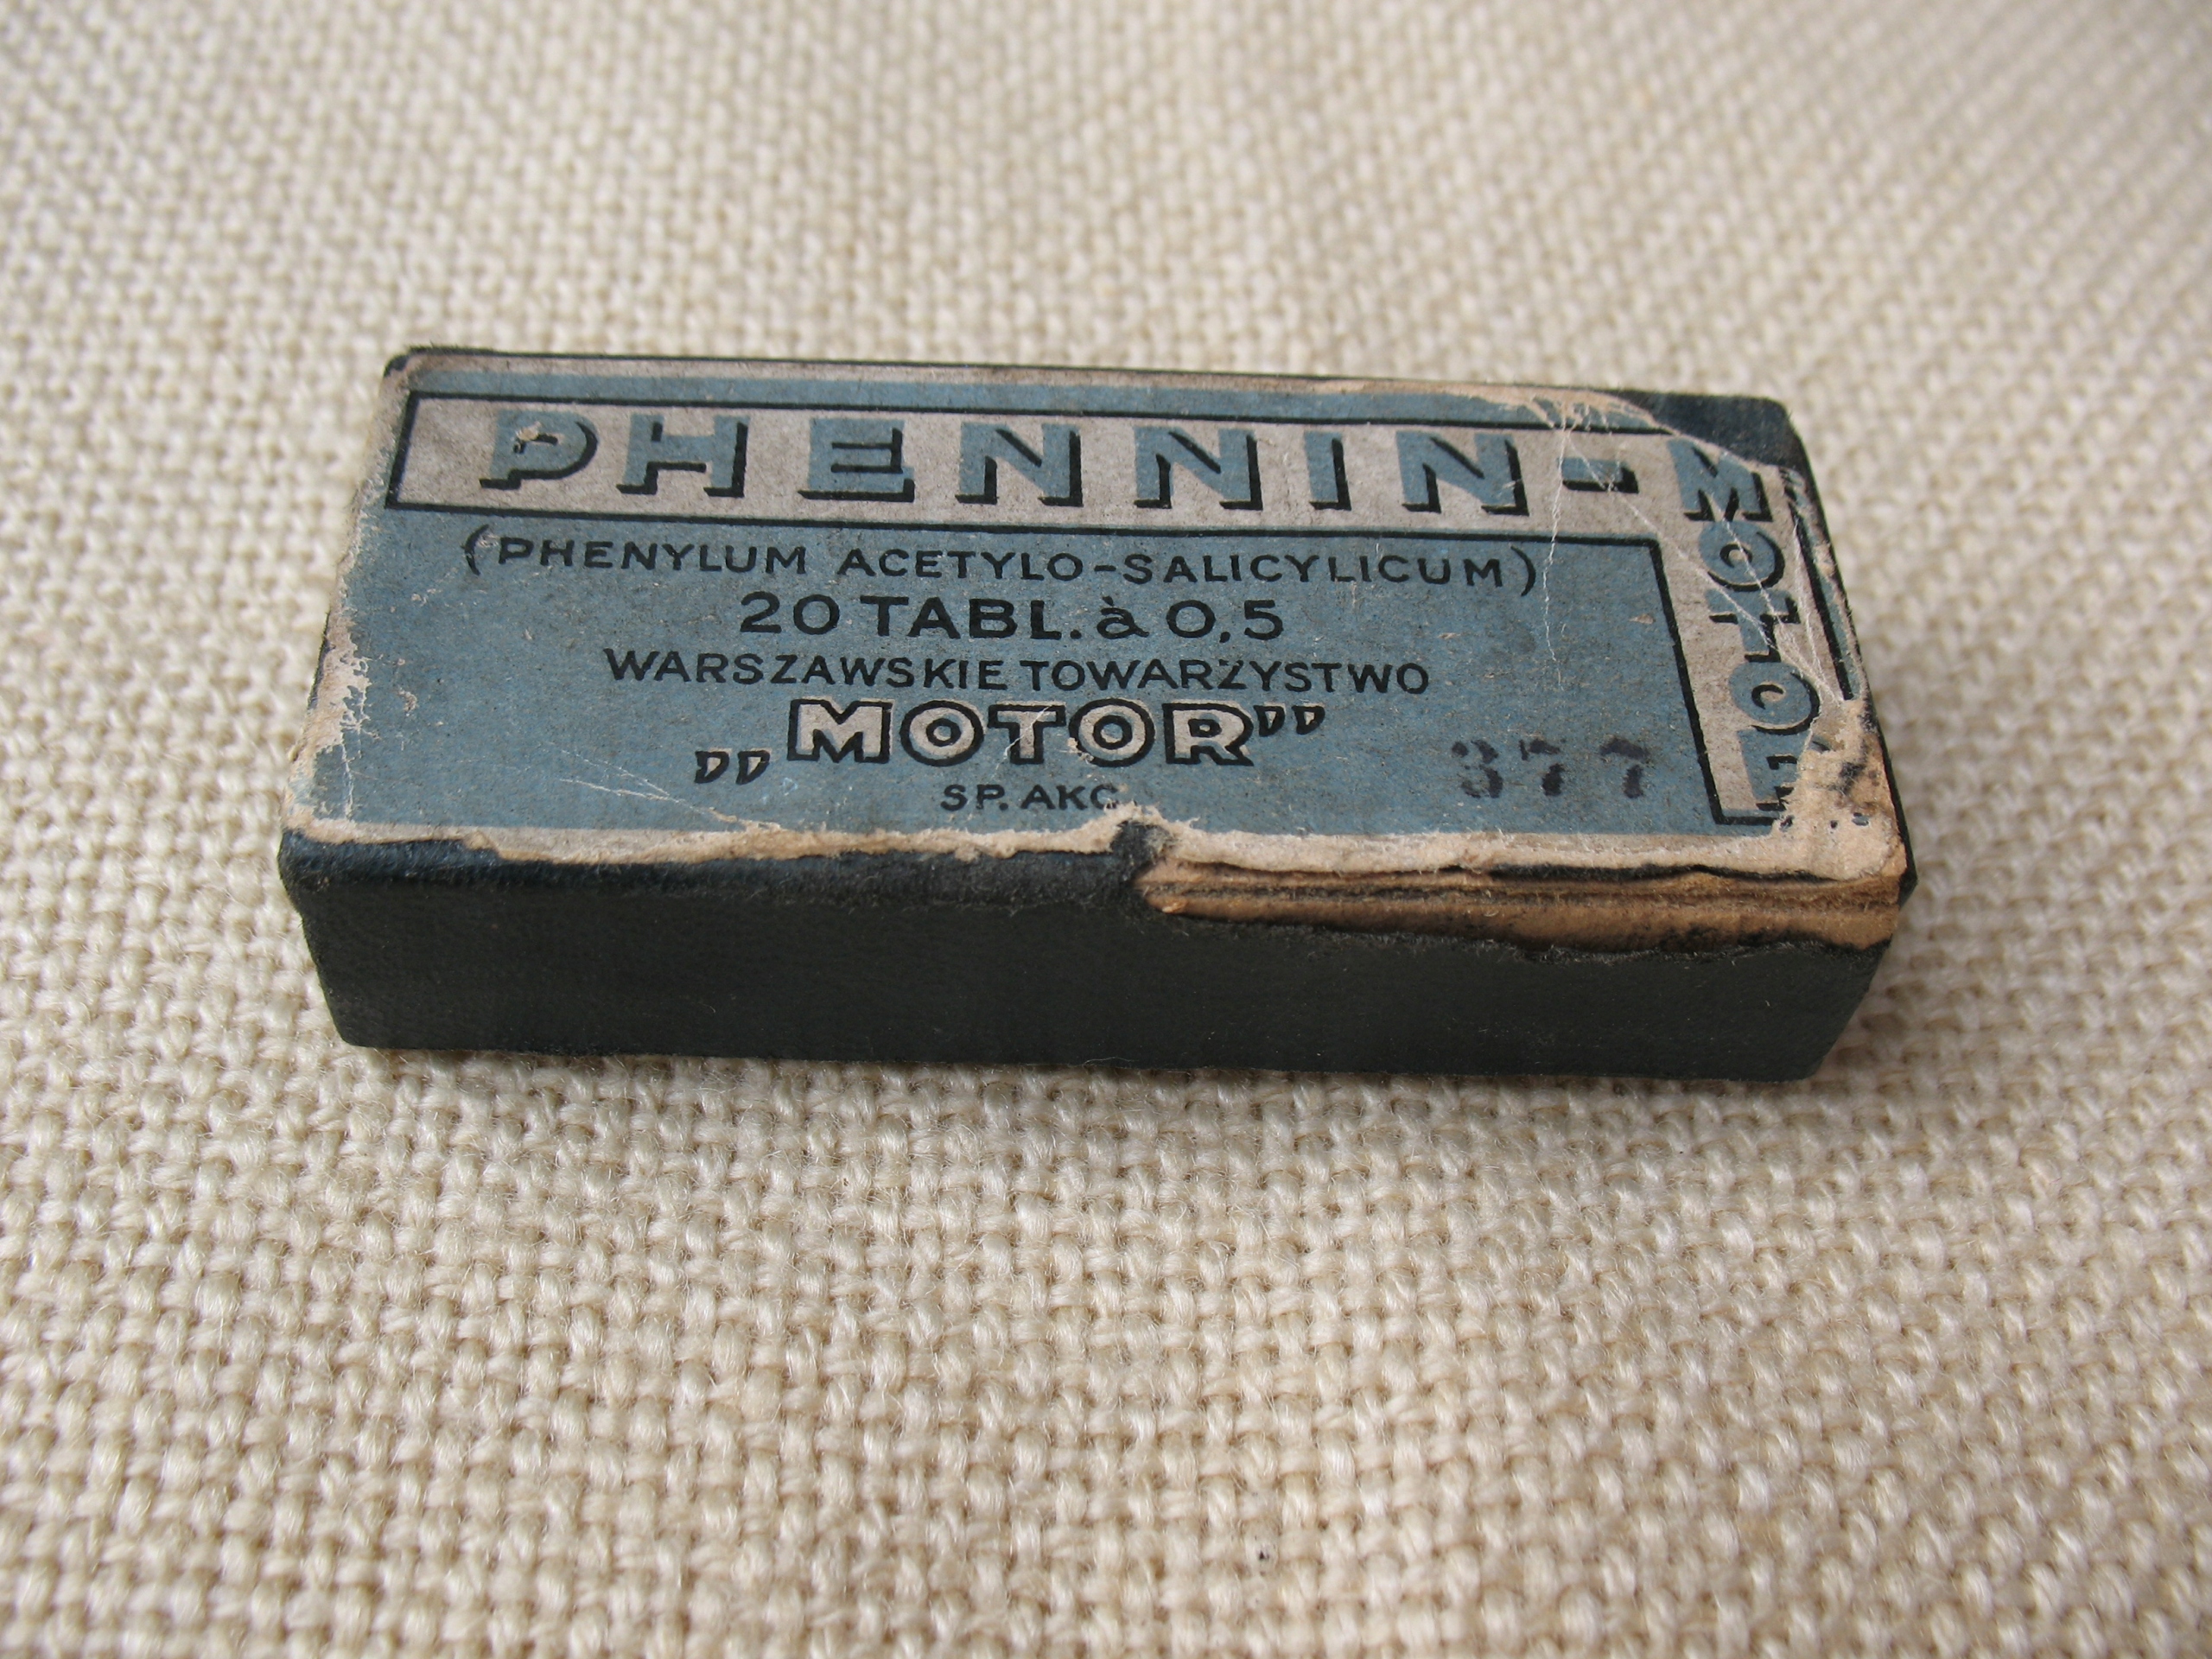 PHENNIN-MOTOR
(PHENYLUM ACETYLO-SALICYLICUM)
20 TABL. à 0,5
WARSZAWSKIE TOWARZYSTWO
„MOTOR”
SP. AKC.
377